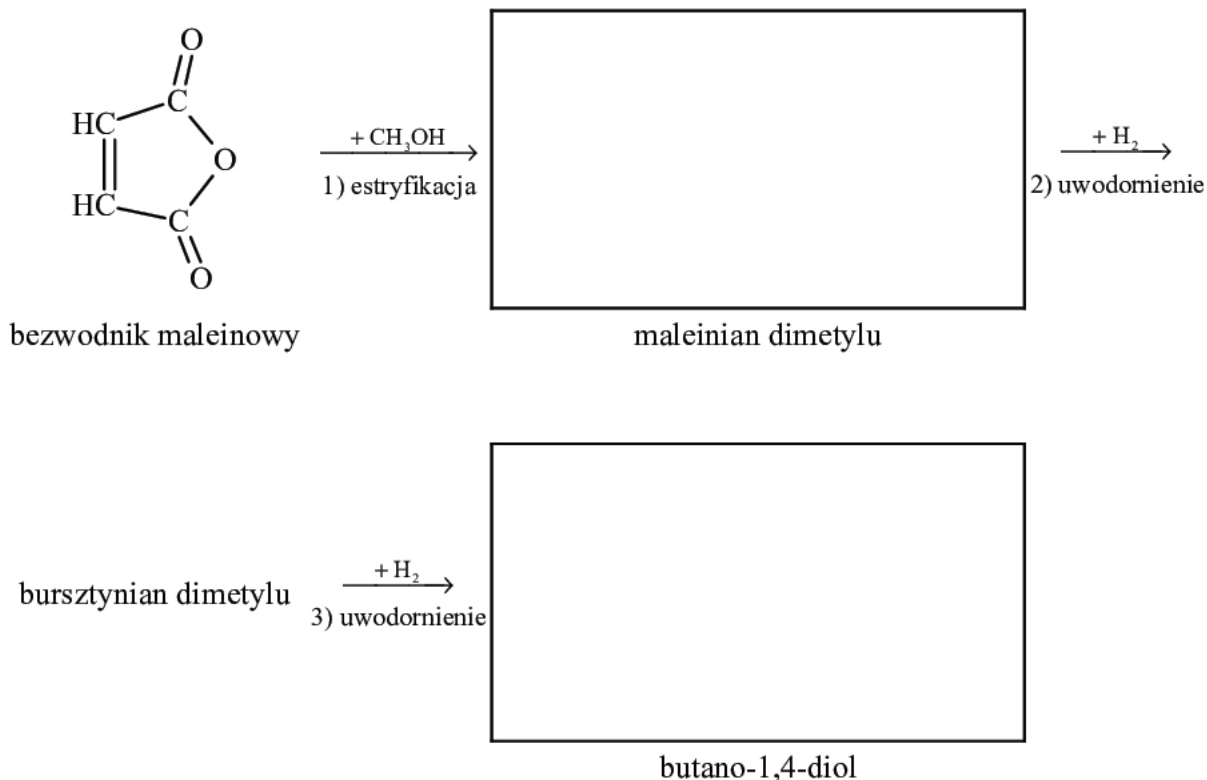 O
HC
C
O
HC
C
O
bezwodnik maleinowy
+ CH₃OH
1) estryfikacja
maleinian dimetylu
+ H₂
2) uwodornienie
bursztynian dimetylu
+ H₂
3) uwodornienie
butano-1,4-diol